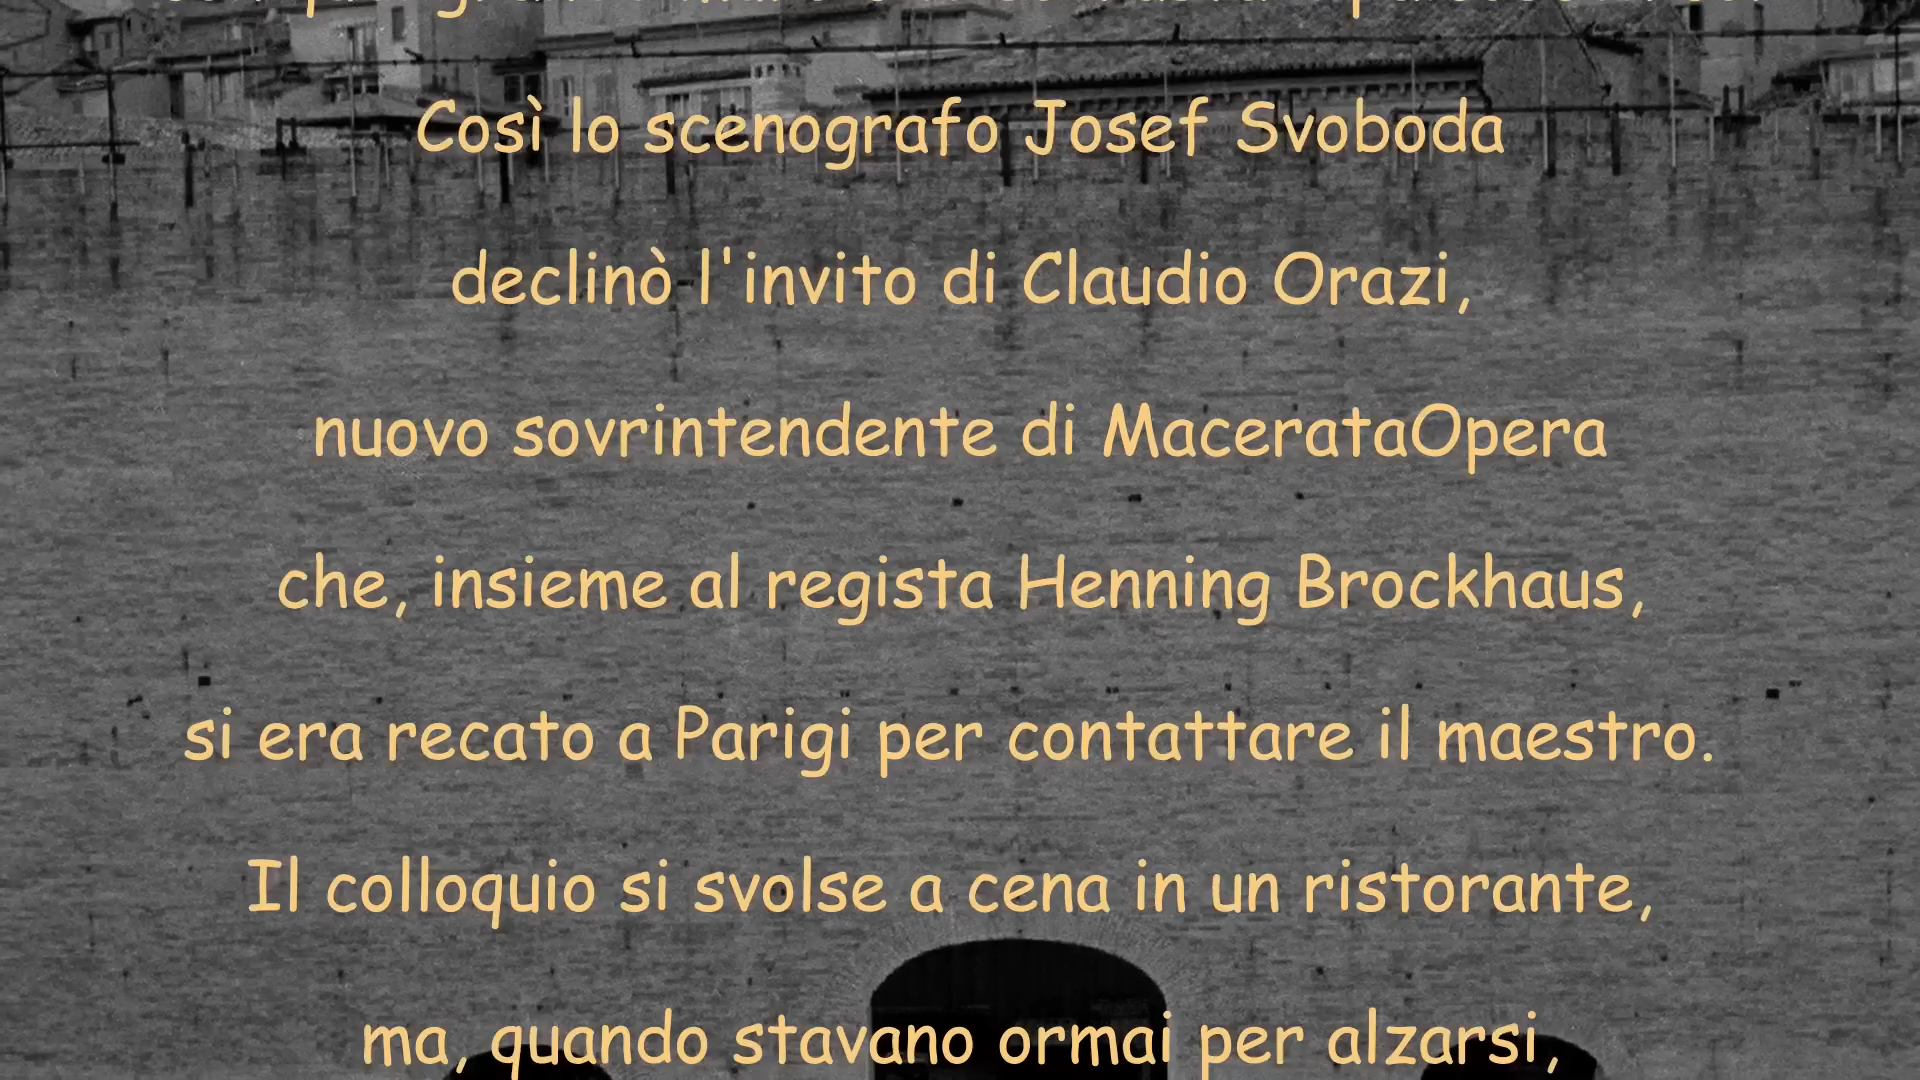 Così lo scenografo Josef Svoboda
declinò l'invito di Claudio Orazi,
nuovo sovrintendente di MacerataOpera
che, insieme al regista Henning Brockhaus,
si era recato a Parigi per contattare il maestro.
Il colloquio si svolse a cena in un ristorante,
ma, quando stavano ormai per alzarsi,